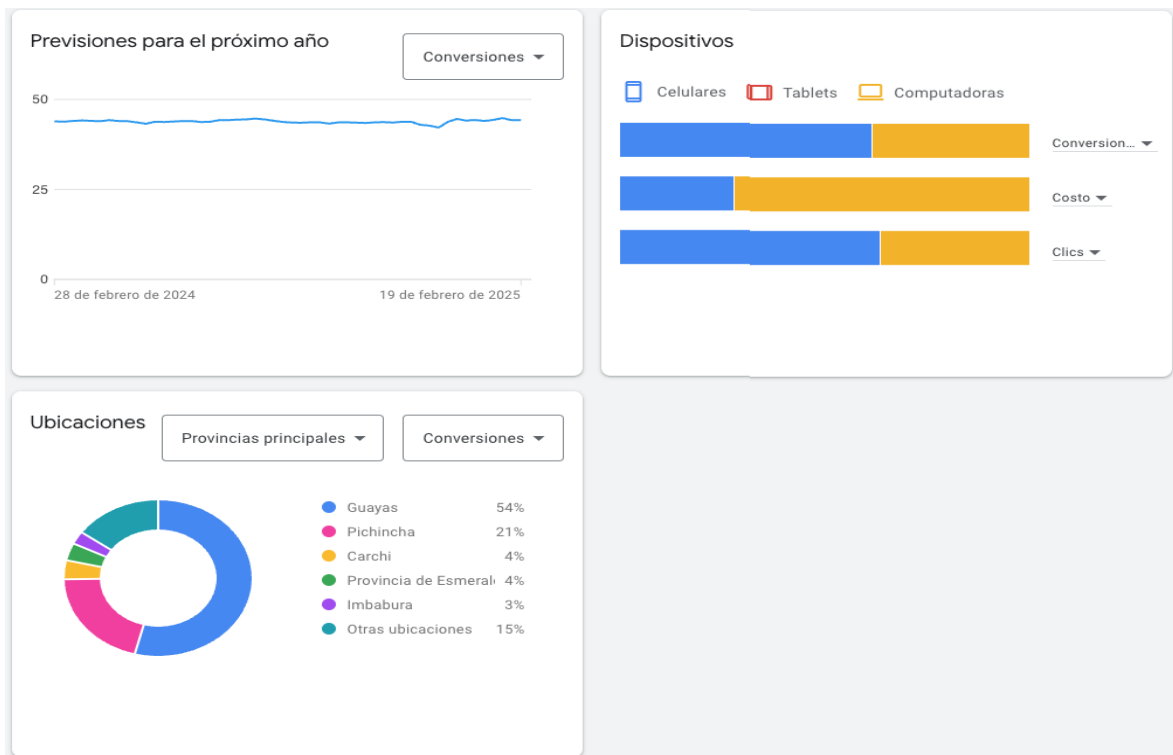 Previsiones para el próximo año
Conversiones
50
25
0
28 de febrero de 2024
19 de febrero de 2025
Dispositivos
Celulares
Tablets
Computadoras
Conversion...
Costo
Clics
Ubicaciones
Provincias principales
Conversiones
Guayas 54%
Pichincha 21%
Carchi 4%
Provincia de Esmeral 4%
Imbabura 3%
Otras ubicaciones 15%